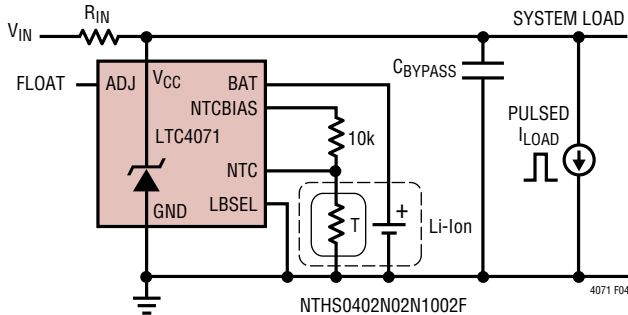 SYSTEM LOAD
VIN
RIN
FLOAT
ADJ
VCC
BAT
CBYPASS
NTCBIAS
LTC4071
10k
PULSED
ILOAD
NTC
GND
LBSEL
T
+
Li-Ion
4071 F04
NTHS0402N02N1002F